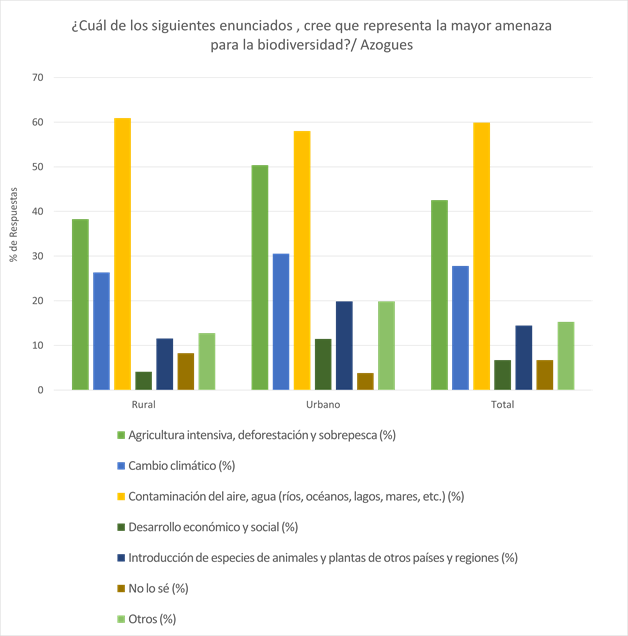 ¿Cuál de los siguientes enunciados , cree que representa la mayor amenaza
para la biodiversidad?/ Azogues
70
60
50
40
30
20
10
0
% de Respuestas
Rural
Urbano
Total
Agricultura intensiva, deforestación y sobrepesca (%)
Cambio climático (%)
Contaminación del aire, agua (ríos, océanos, lagos, mares, etc.) (%)
Desarrollo económico y social (%)
Introducción de especies de animales y plantas de otros países y regiones (%)
No lo sé (%)
Otros (%)